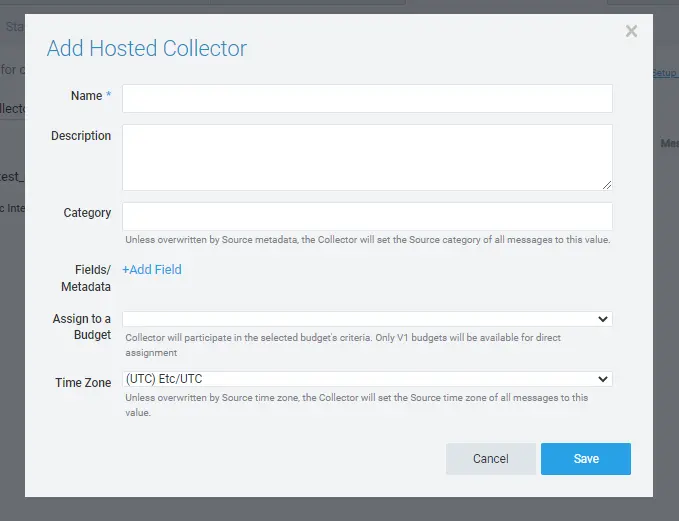 Add Hosted Collector
Name *
Description
Category
Unless overwritten by Source metadata, the Collector will set the Source category of all messages to this value.
Fields/
Metadata
+Add Field
Assign to a
Budget
Collector will participate in the selected budget's criteria. Only V1 budgets will be available for direct
assignment
Time Zone
(UTC) Etc/UTC
Unless overwritten by Source time zone, the Collector will set the Source time zone of all messages to this
value.
Cancel
Save